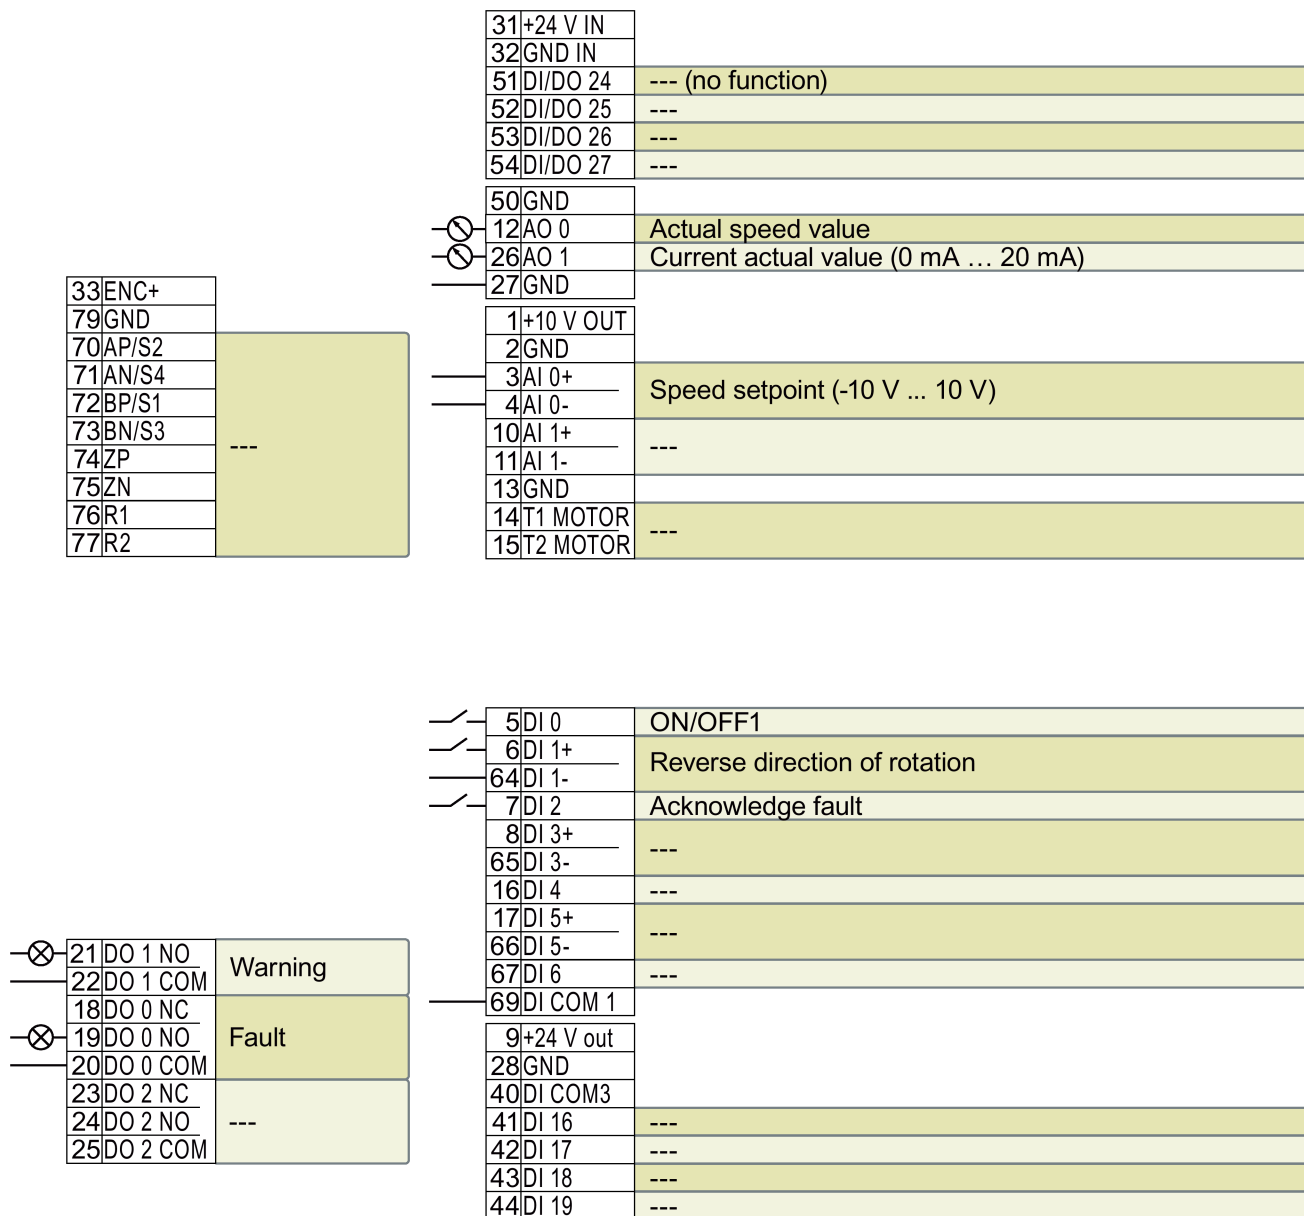 31 +24 V IN
32 GND IN
51 DI/DO 24 --- (no function)
52 DI/DO 25 ---
53 DI/DO 26 ---
54 DI/DO 27 ---
50 GND
12 AO 0 Actual speed value
26 AO 1 Current actual value (0 mA … 20 mA)
27 GND
33 ENC+
79 GND
70 AP/S2
71 AN/S4
72 BP/S1
73 BN/S3
---
74 ZP
75 ZN
76 R1
77 R2
1 +10 V OUT
2 GND
3 AI 0+
Speed setpoint (-10 V ... 10 V)
4 AI 0-
10 AI 1+
---
11 AI 1-
13 GND
14 T1 MOTOR
---
15 T2 MOTOR
5 DI 0 ON/OFF1
6 DI 1+
Reverse direction of rotation
64 DI 1-
7 DI 2 Acknowledge fault
8 DI 3+
---
65 DI 3-
16 DI 4 ---
17 DI 5+
---
66 DI 5-
67 DI 6 ---
69 DI COM 1
21 DO 1 NO
Warning
22 DO 1 COM
18 DO 0 NC
19 DO 0 NO Fault
20 DO 0 COM
23 DO 2 NC
24 DO 2 NO ---
25 DO 2 COM
9 +24 V out
28 GND
40 DI COM3
41 DI 16 ---
42 DI 17 ---
43 DI 18 ---
44 DI 19 ---